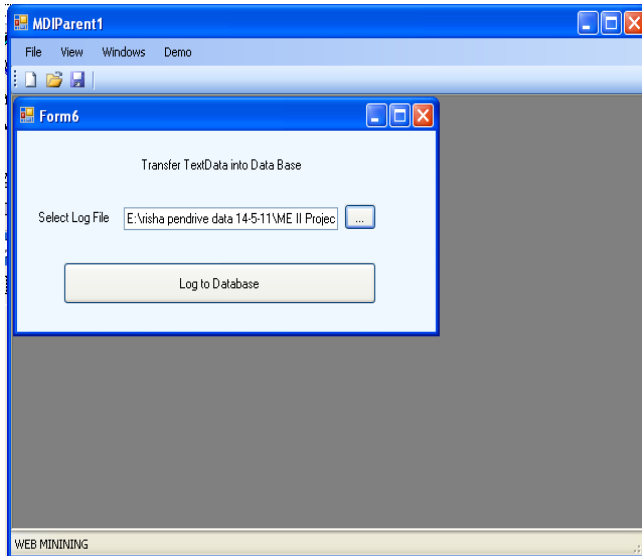 MDIParent1
File View Windows Demo
Form6
Transfer TextData into Data Base
Select Log File E:\risha pendrive data 14-5-11\ME II Projec ...
Log to Database
WEB MINING